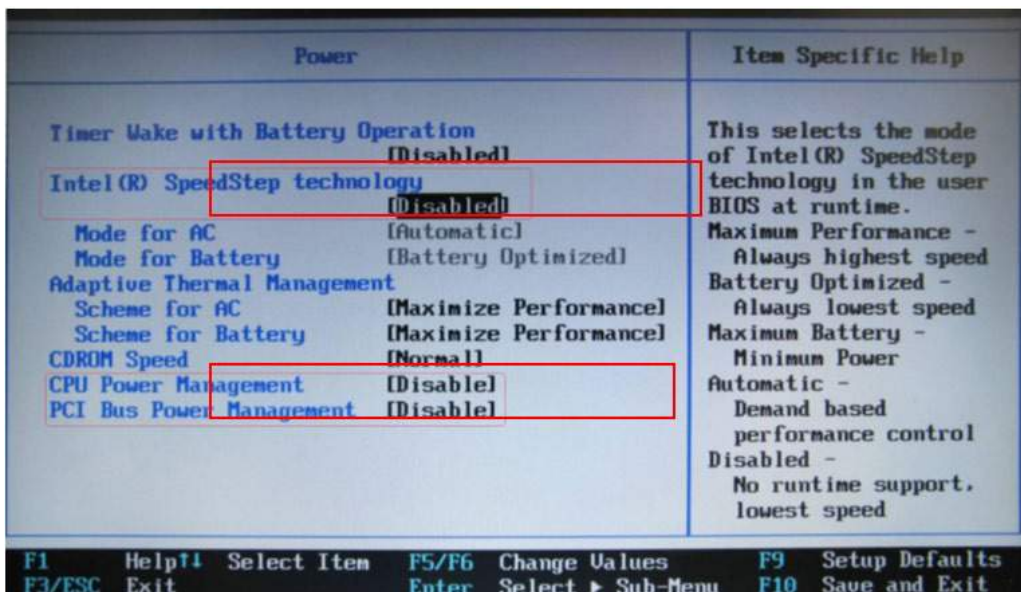 Power
Item Specific Help
Timer Wake with Battery Operation
[Disabled]
Intel(R) SpeedStep technology
[Disabled]
Mode for AC [Automatic]
Mode for Battery [Battery Optimized]
Adaptive Thermal Management
Scheme for AC [Maximize Performance]
Scheme for Battery [Maximize Performance]
CDROM Speed [Normal]
CPU Power Management [Disable]
PCI Bus Power Management [Disable]
This selects the mode
of Intel(R) SpeedStep
technology in the user
BIOS at runtime.
Maximum Performance -
Always highest speed
Battery Optimized -
Always lowest speed
Maximum Battery -
Minimum Power
Automatic -
Demand based
performance control
Disabled -
No runtime support,
lowest speed
F1 Help↑↓ Select Item F5/F6 Change Values F9 Setup Defaults
F3/ESC Exit Enter Select ▶ Sub-Menu F10 Save and Exit